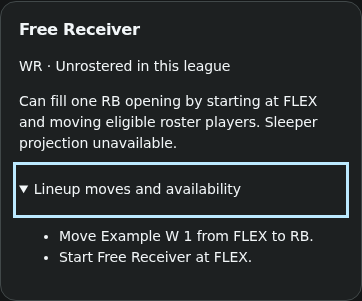 Free Receiver
WR · Unrostered in this league
Can fill one RB opening by starting at FLEX
and moving eligible roster players. Sleeper
projection unavailable.
▼ Lineup moves and availability
• Move Example W 1 from FLEX to RB.
• Start Free Receiver at FLEX.